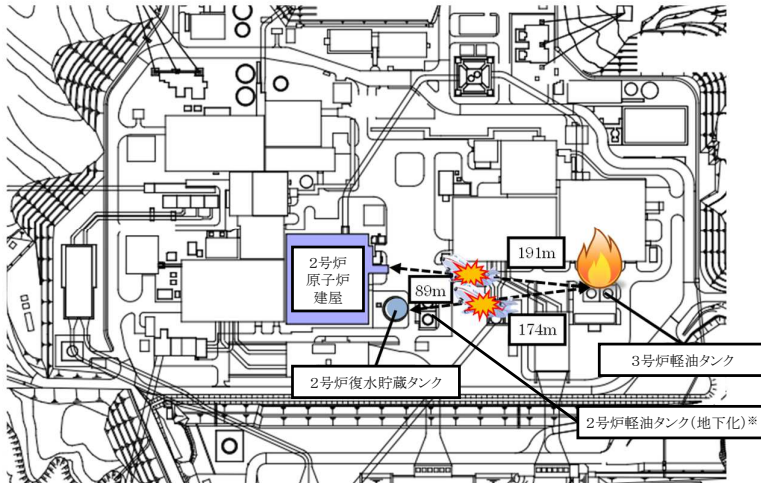 191m
2号炉
原子炉
建屋
89m
174m
3号炉軽油タンク
2号炉復水貯蔵タンク
2号炉軽油タンク(地下化)※